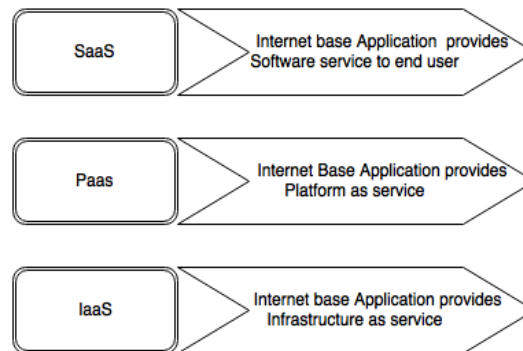 SaaS
Internet base Application provides
Software service to end user
Paas
Internet Base Application provides
Platform as service
IaaS
Internet base Application provides
Infrastructure as service